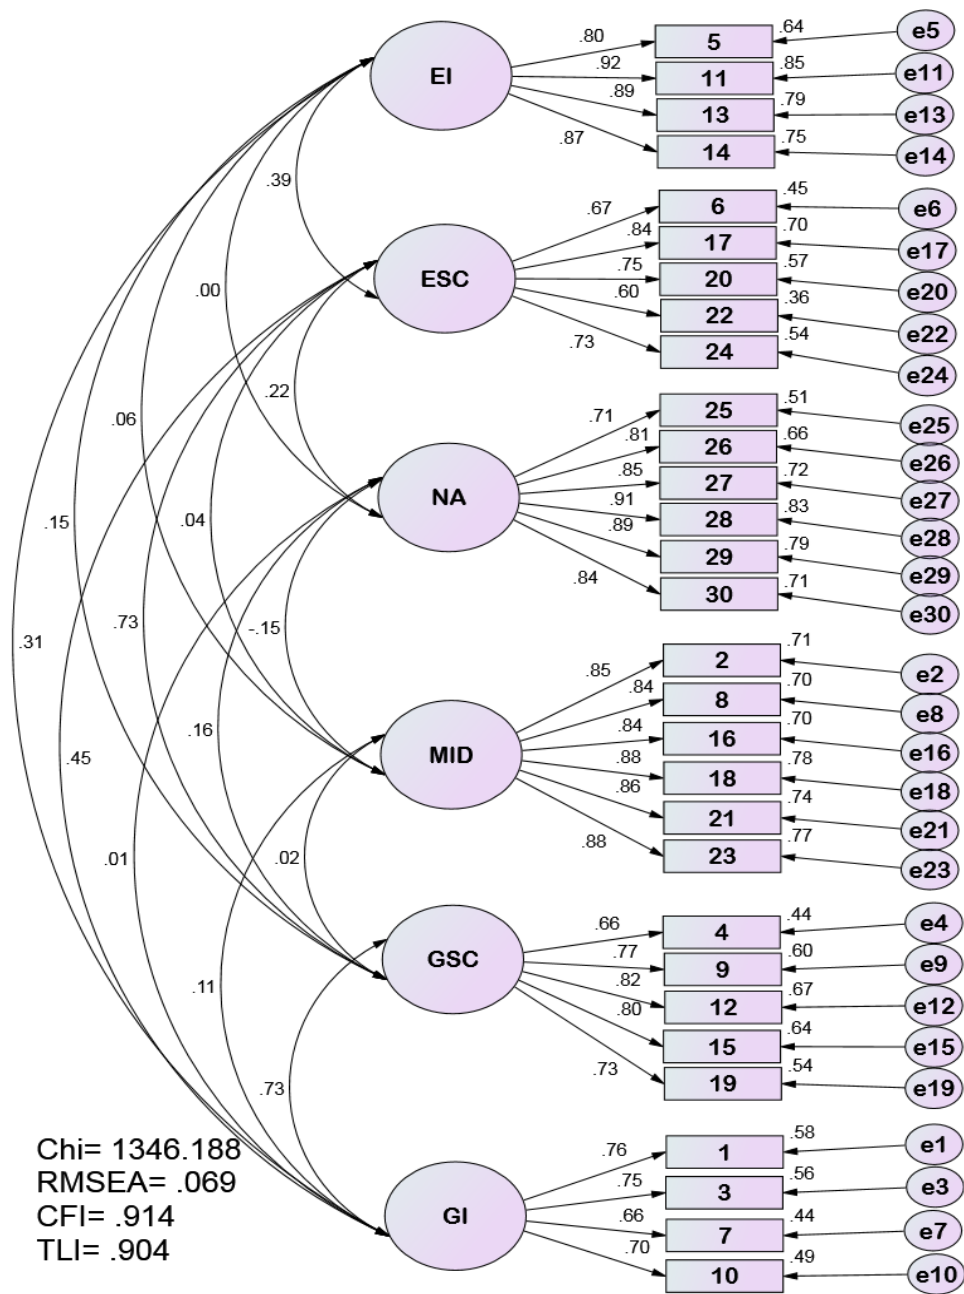 EI
.80
5
.64
e5
.92
11
.85
e11
.89
13
.79
e13
.87
14
.75
e14
.39
ESC
.67
6
.45
e6
.84
17
.70
e17
.75
20
.57
e20
.60
22
.36
e22
.73
24
.54
e24
.00
.22
NA
.71
25
.51
e25
.81
26
.66
e26
.85
27
.72
e27
.91
28
.83
e28
.89
29
.79
e29
.84
30
.71
e30
.06
.04
-.15
MID
.85
2
.71
e2
.84
8
.70
e8
.84
16
.70
e16
.88
18
.78
e18
.86
21
.74
e21
.88
23
.77
e23
.15
.73
.16
.02
GSC
.66
4
.44
e4
.77
9
.60
e9
.82
12
.67
e12
.80
15
.64
e15
.73
19
.54
e19
.31
.45
.01
.11
.73
GI
.76
1
.58
e1
.75
3
.56
e3
.66
7
.44
e7
.70
10
.49
e10
Chi= 1346.188
RMSEA= .069
CFI= .914
TLI= .904